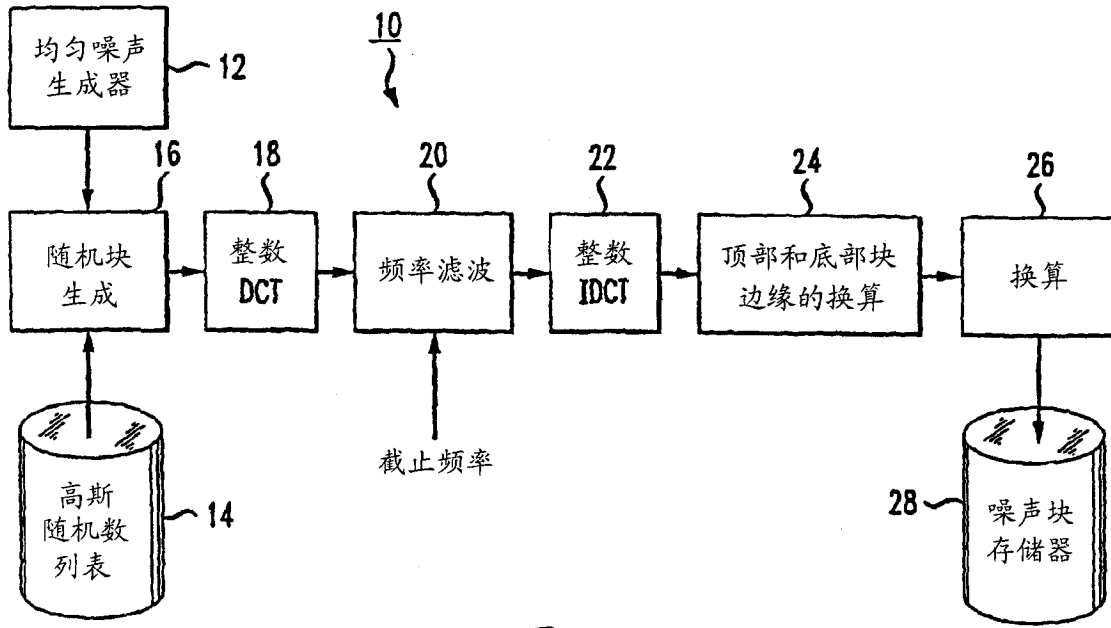 均匀噪声
生成器
12
10
16
18
20
22
24
26
随机块
生成
整数
DCT
频率滤波
整数
IDCT
顶部和底部块
边缘的换算
换算
截止频率
高斯
随机数
列表
14
28
噪声块
存储器